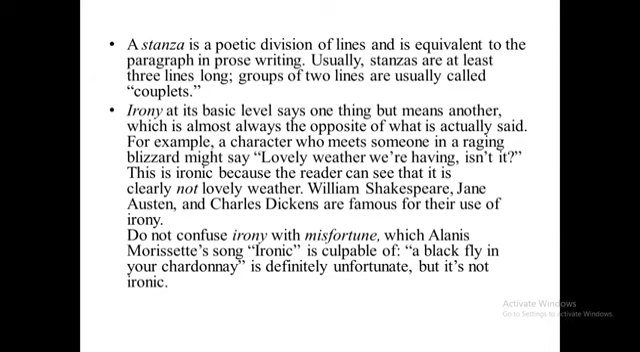 • A stanza is a poetic division of lines and is equivalent to the
paragraph in prose writing. Usually, stanzas are at least
three lines long; groups of two lines are usually called
“couplets.”
• Irony at its basic level says one thing but means another,
which is almost always the opposite of what is actually said.
For example, a character who meets someone in a raging
blizzard might say “Lovely weather we’re having, isn’t it?”
This is ironic because the reader can see that it is
clearly not lovely weather. William Shakespeare, Jane
Austen, and Charles Dickens are famous for their use of
irony.
Do not confuse irony with misfortune, which Alanis
Morissette’s song “Ironic” is culpable of: “a black fly in
your chardonnay” is definitely unfortunate, but it’s not
ironic.
Activate Windows
Go to Settings to activate Windows.